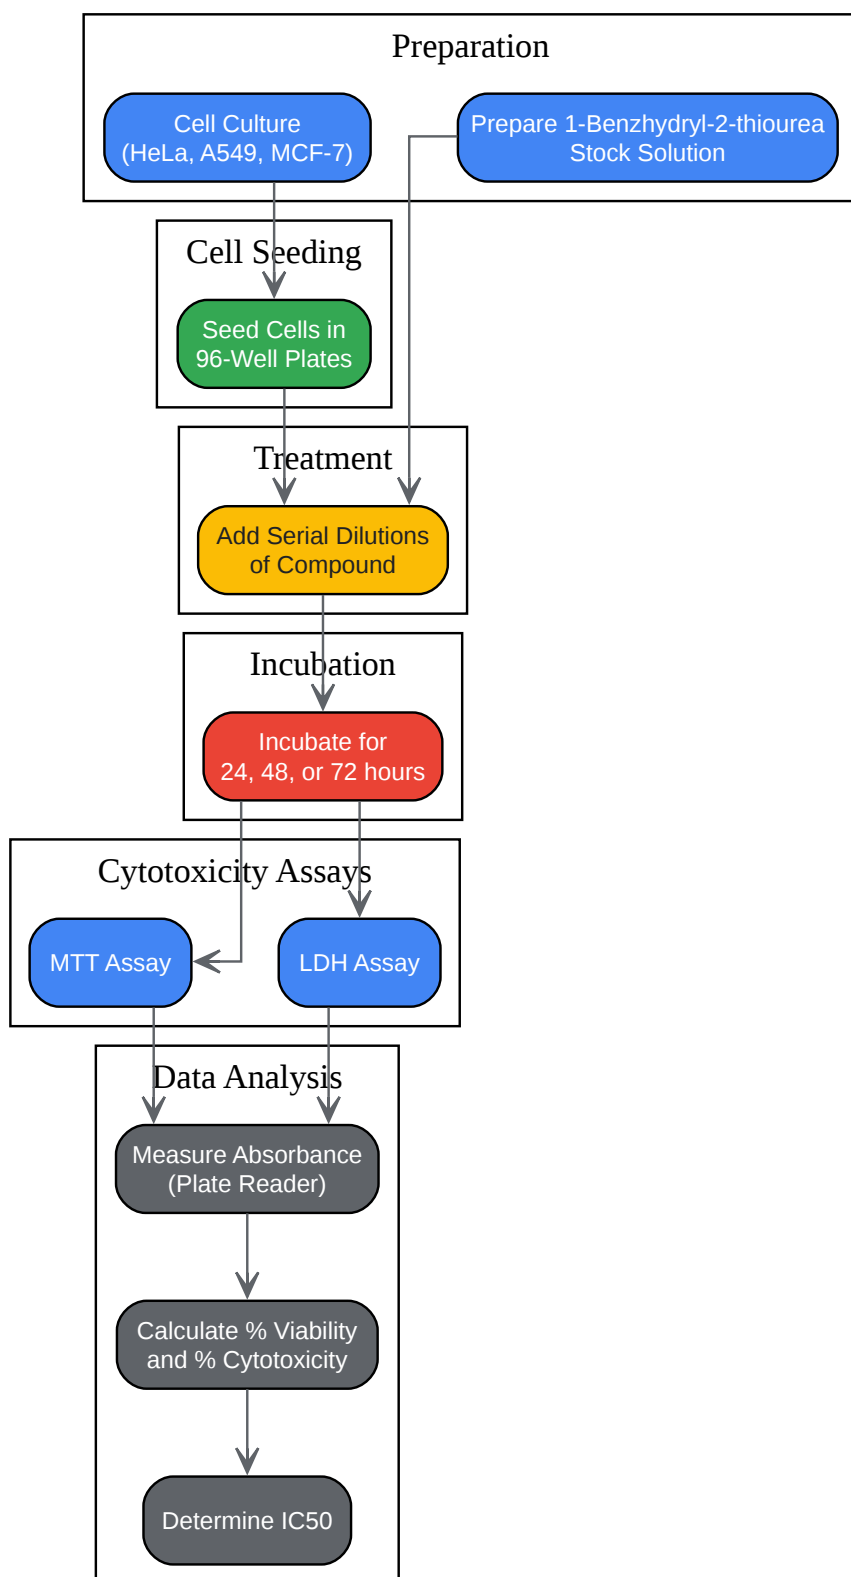 Preparation
Cell Culture
(HeLa, A549, MCF-7)
Prepare 1-Benzhydryl-2-thiourea
Stock Solution
Cell Seeding
Seed Cells in
96-Well Plates
Treatment
Add Serial Dilutions
of Compound
Incubation
Incubate for
24, 48, or 72 hours
Cytotoxicity Assays
MTT Assay
LDH Assay
Data Analysis
Measure Absorbance
(Plate Reader)
Calculate % Viability
and % Cytotoxicity
Determine IC50